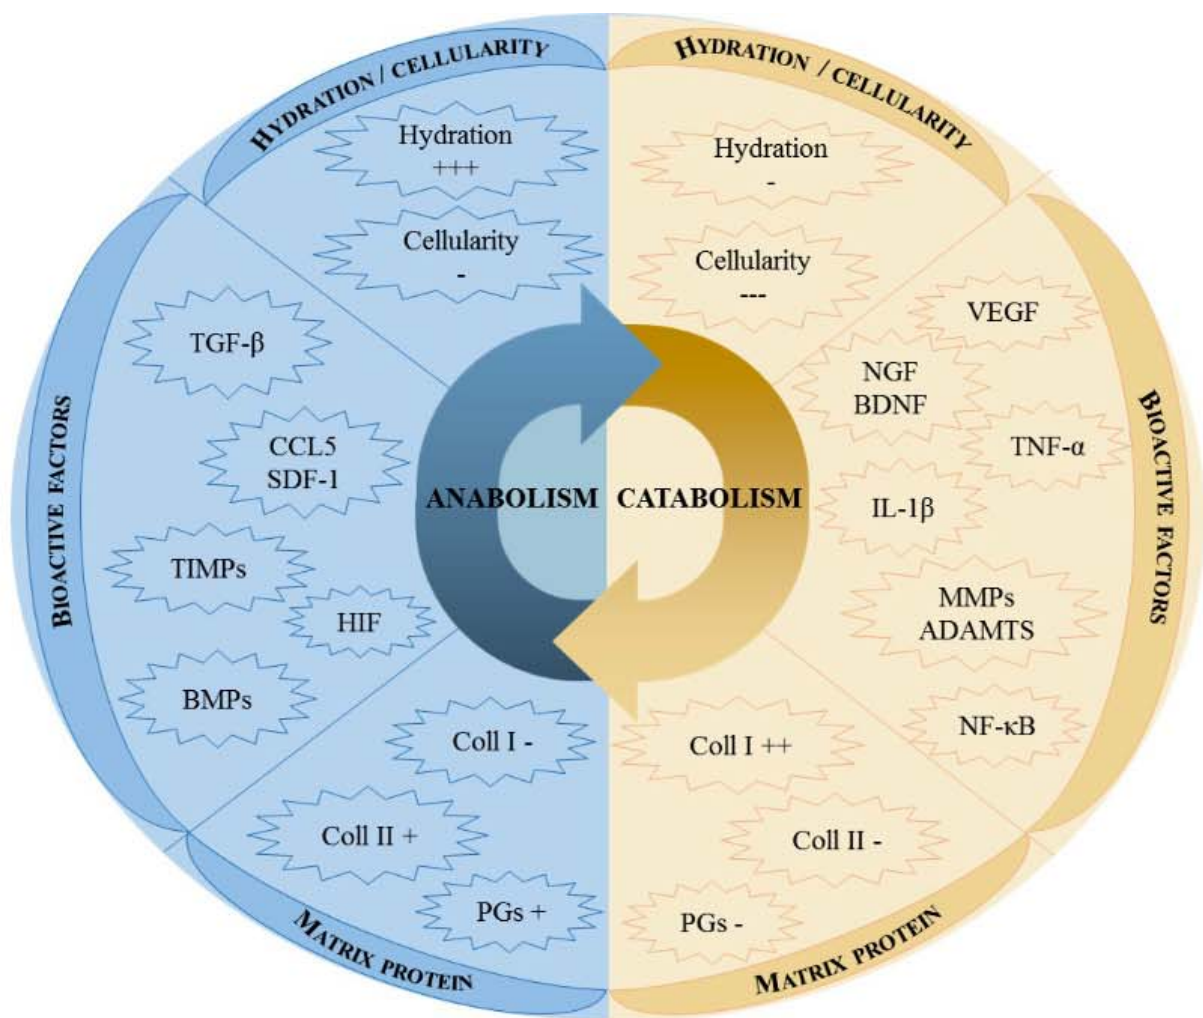 HYDRATION / CELLULARITY
Hydration
+++
Cellularity
-
BIOACTIVE FACTORS
TGF-β
CCL5
SDF-1
TIMPs
HIF
BMPs
Coll I -
Coll II +
PGs +
MATRIX PROTEIN
ANABOLISM
CATABOLISM
HYDRATION / CELLULARITY
Hydration
-
Cellularity
---
VEGF
NGF
BDNF
TNF-α
IL-1β
MMPs
ADAMTS
NF-κB
BIOACTIVE FACTORS
Coll I ++
Coll II -
PGs -
MATRIX PROTEIN